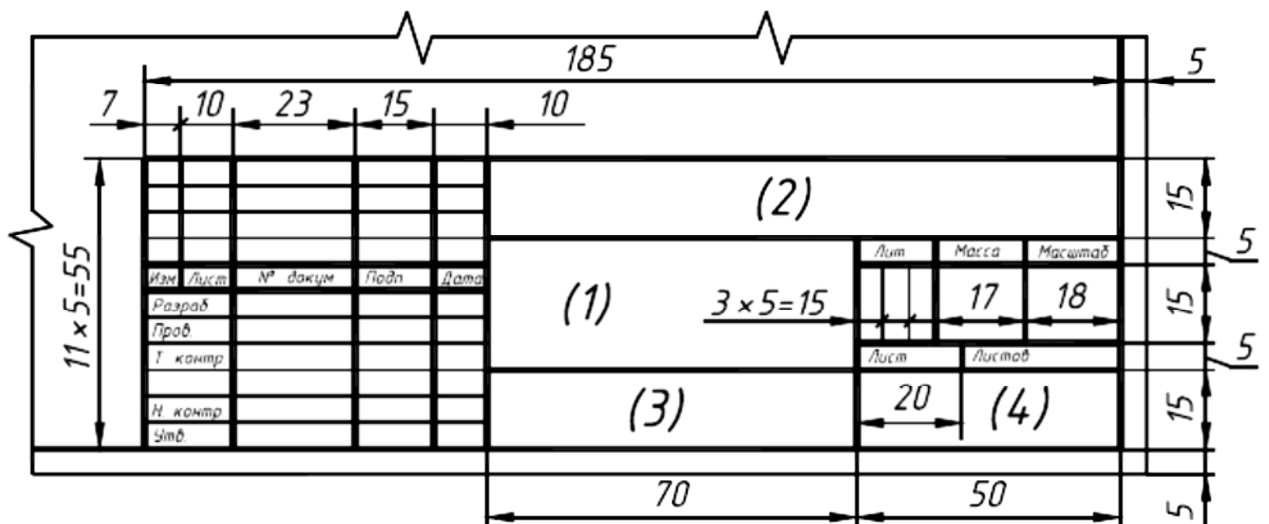 185
5
7 10 23 15 10
(2)
15
11×5=55
Лит Масса Масштаб
5
Изм Лист № докум Подп Дата
(1)
3×5=15
17
18
15
Разраб
Пров.
Т контр
Лист Листов
5
(3)
20
(4)
15
Н. контр
Утв.
70
50
5